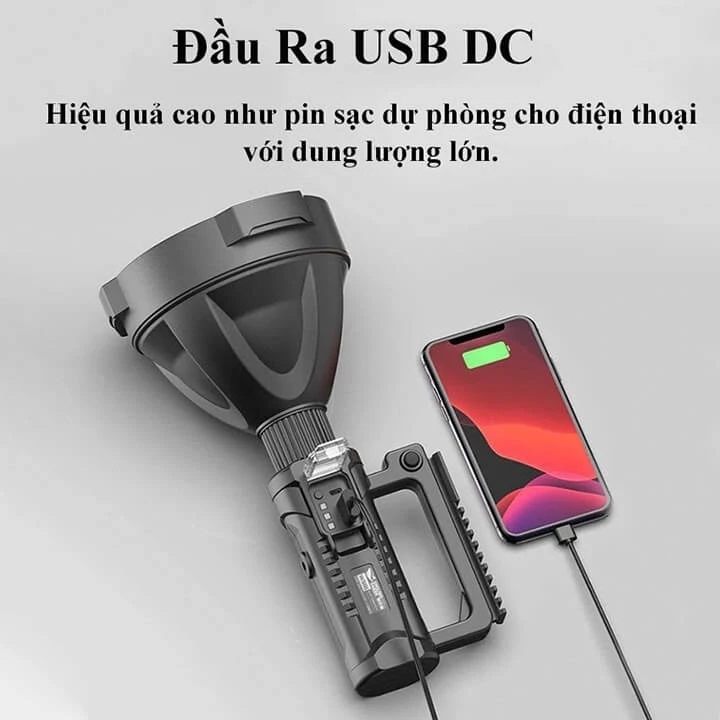 Đầu Ra USB DC
Hiệu quả cao như pin sạc dự phòng cho điện thoại
với dung lượng lớn.